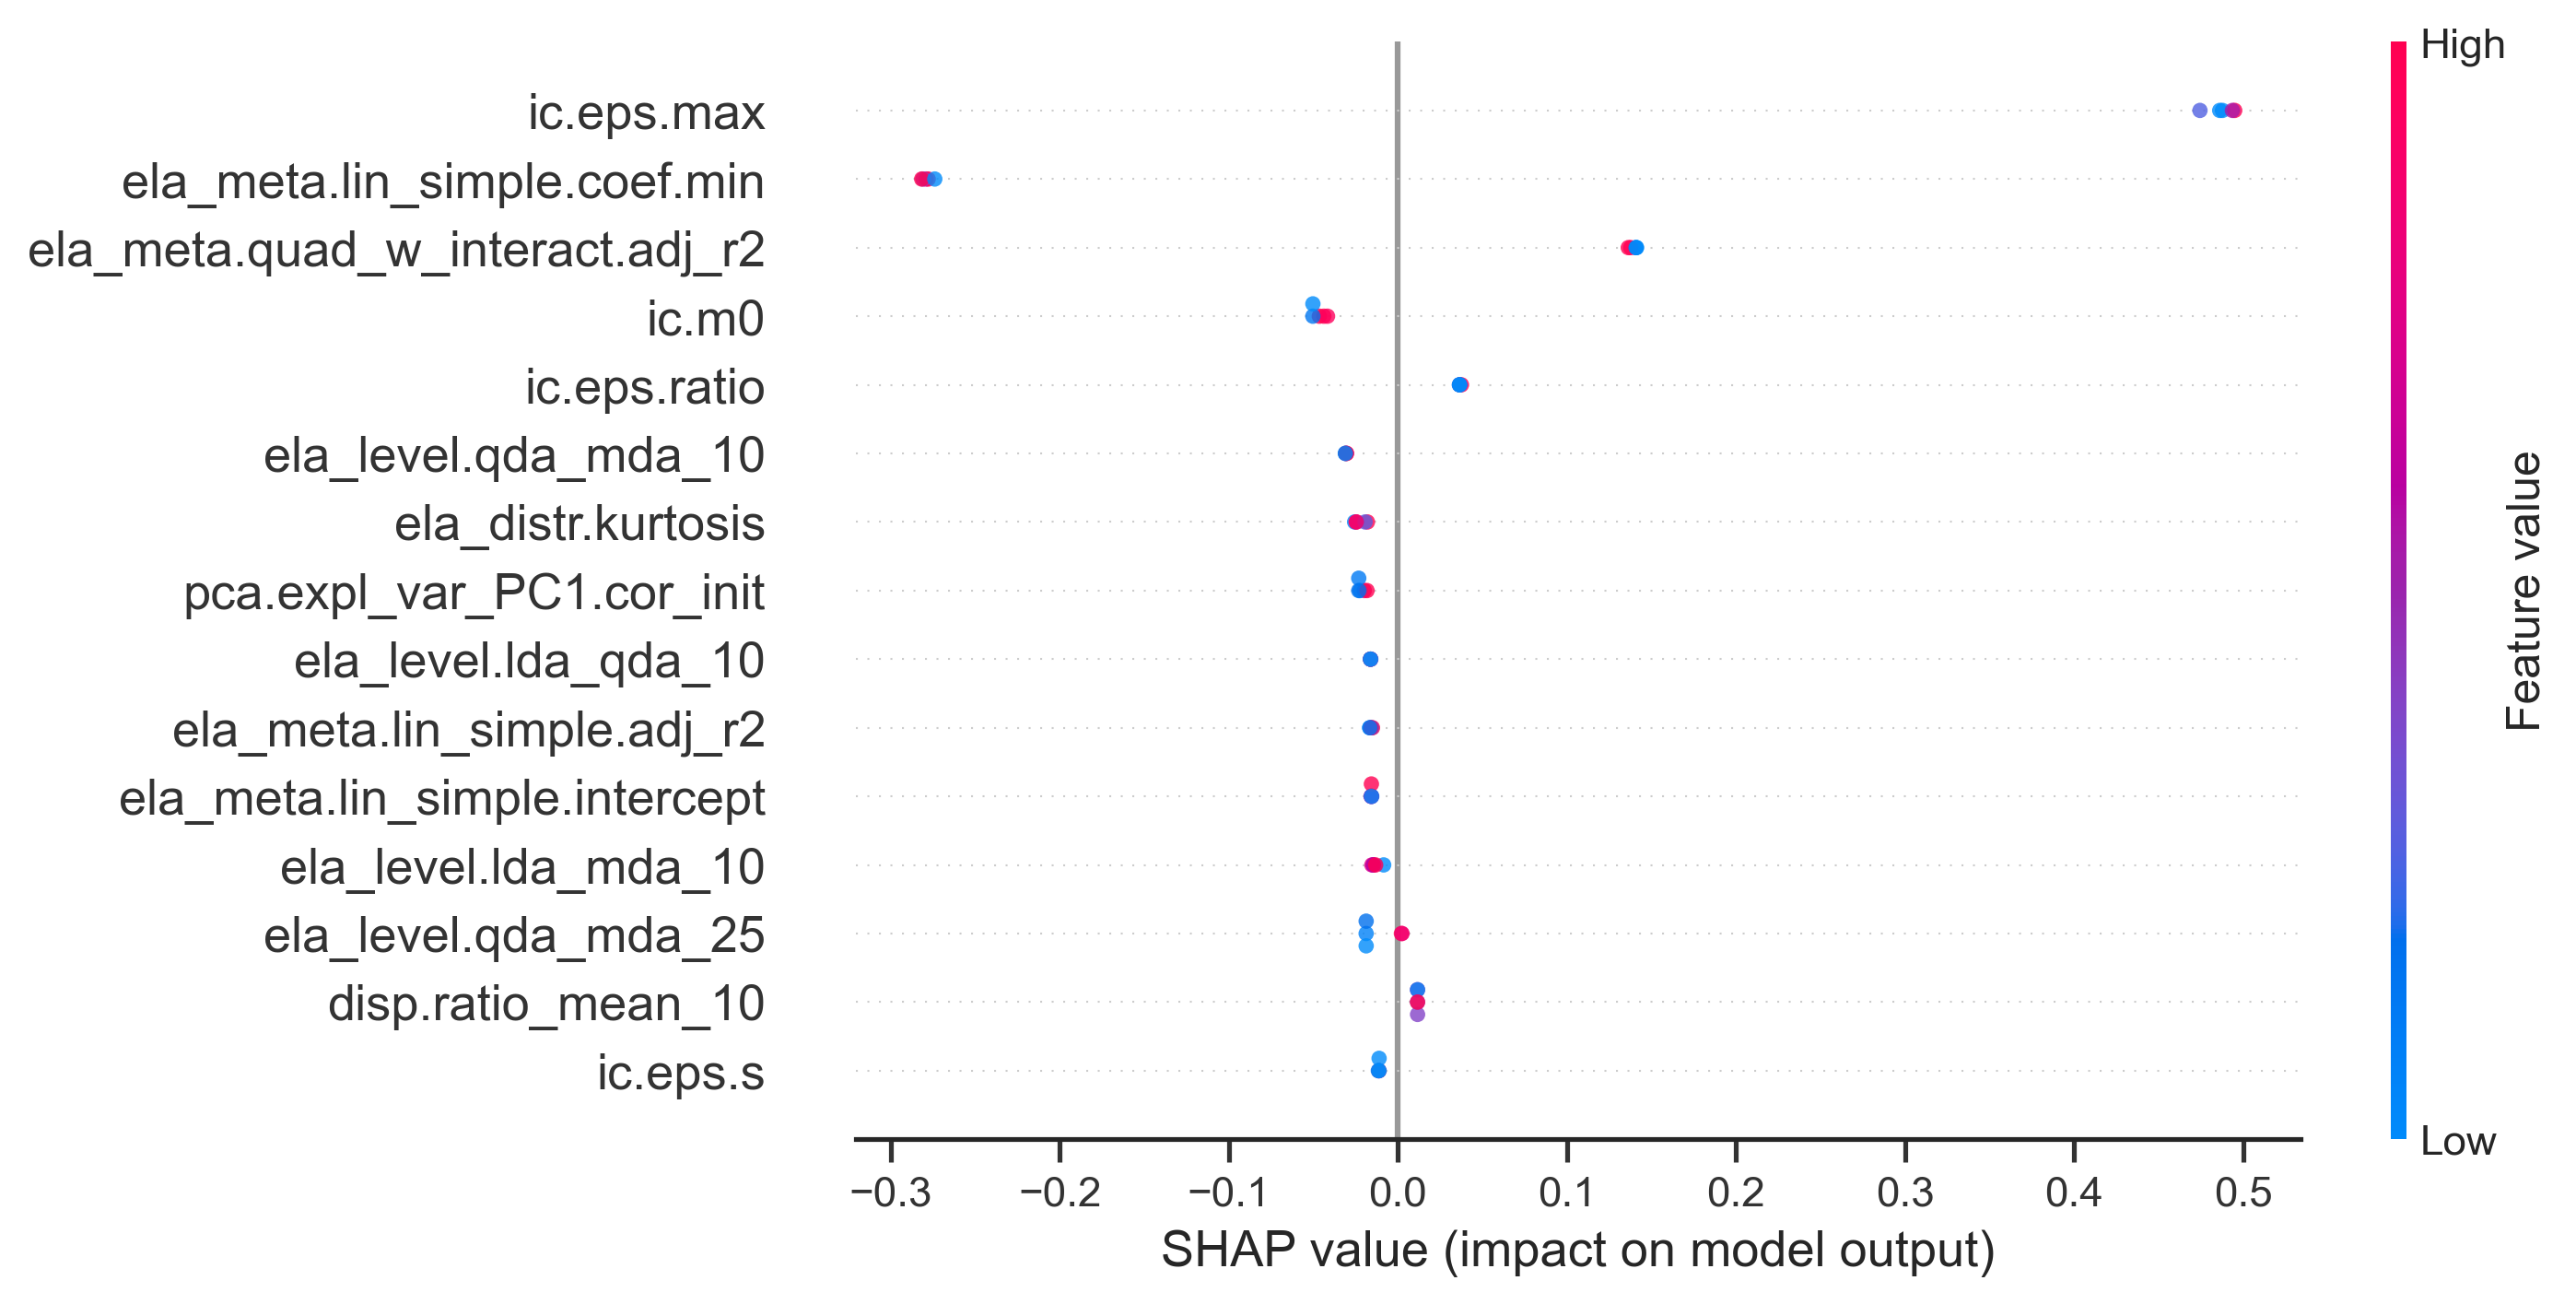 High
ic.eps.max
ela_meta.lin_simple.coef.min
ela_meta.quad_w_interact.adj_r2
ic.m0
ic.eps.ratio
ela_level.qda_mda_10
ela_distr.kurtosis
pca.expl_var_PC1.cor_init
ela_level.lda_qda_10
ela_meta.lin_simple.adj_r2
ela_meta.lin_simple.intercept
ela_level.lda_mda_10
ela_level.qda_mda_25
disp.ratio_mean_10
ic.eps.s
Feature value
Low
−0.3 −0.2 −0.1 0.0 0.1 0.2 0.3 0.4 0.5
SHAP value (impact on model output)